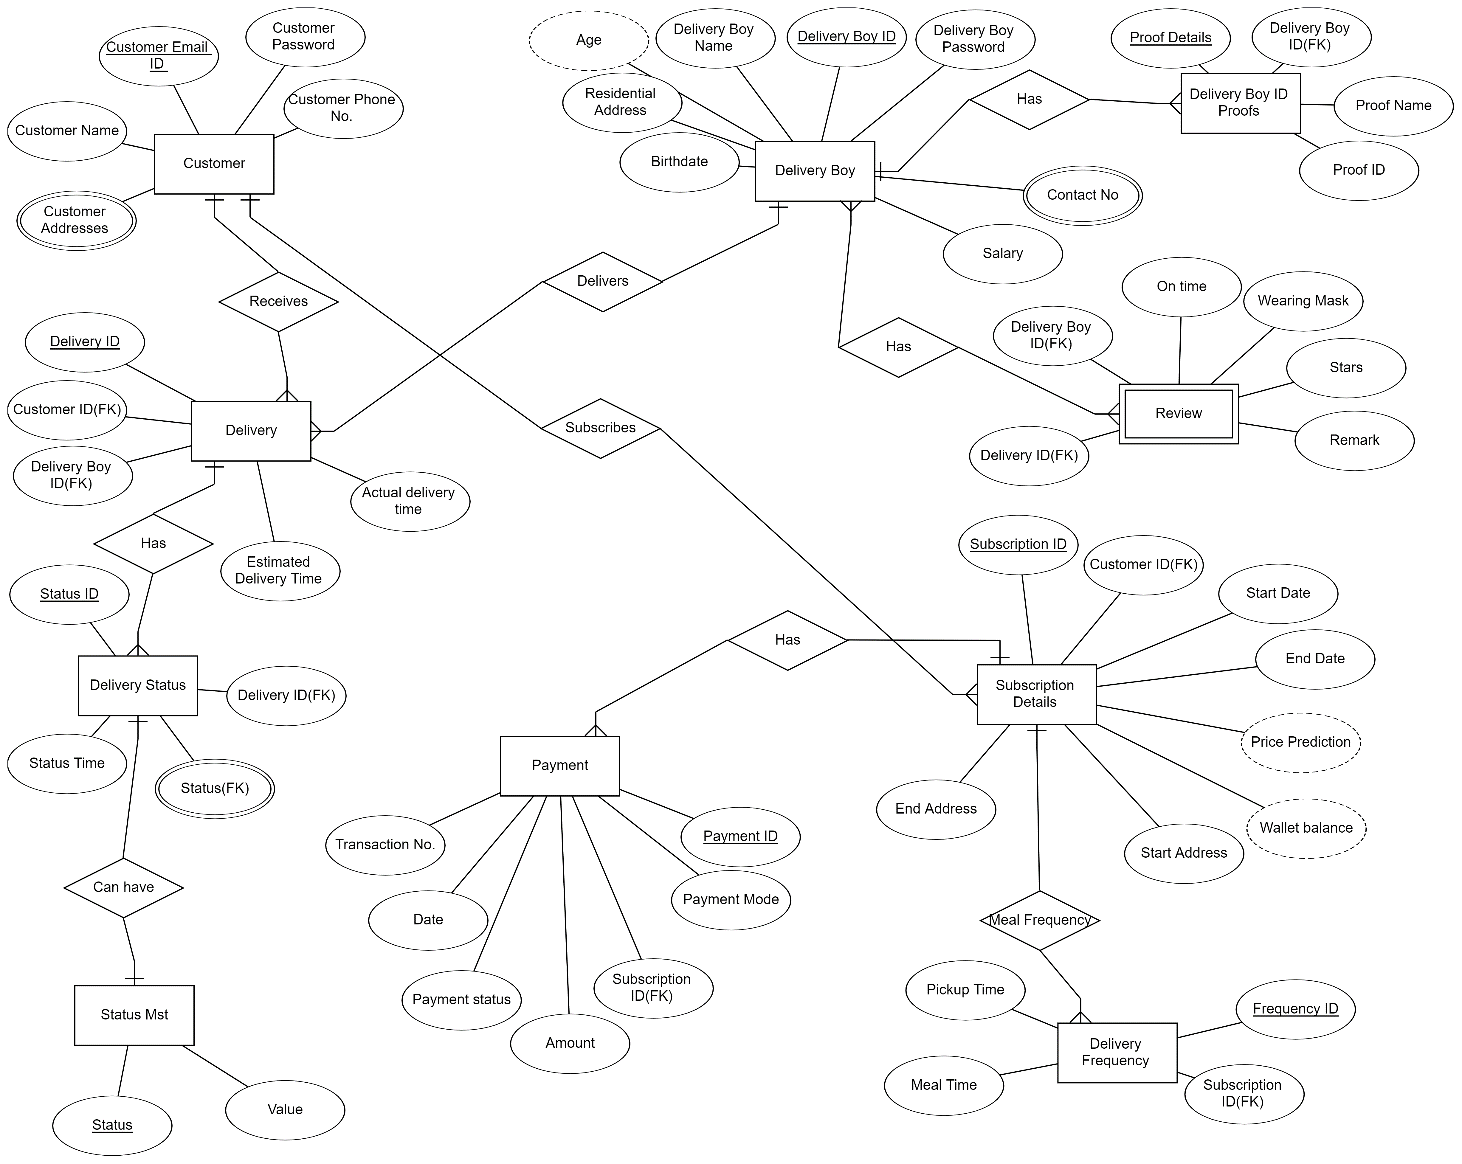 Customer Email
ID
Customer
Password
Customer Phone
No.
Customer Name
Customer
Customer
Addresses
Age
Delivery Boy
Name
Delivery Boy ID
Delivery Boy
Password
Residential
Address
Birthdate
Delivery Boy
Contact No
Salary
Has
Proof Details
Delivery Boy
ID(FK)
Delivery Boy ID
Proofs
Proof Name
Proof ID
Receives
Delivers
Subscribes
Has
On time
Wearing Mask
Delivery Boy
ID(FK)
Stars
Review
Remark
Delivery ID(FK)
Delivery ID
Customer ID(FK)
Delivery
Delivery Boy
ID(FK)
Actual delivery
time
Estimated
Delivery Time
Has
Status ID
Delivery Status
Delivery ID(FK)
Status Time
Status(FK)
Can have
Status Mst
Status
Value
Has
Payment
Transaction No.
Date
Payment status
Amount
Subscription
ID(FK)
Payment Mode
Payment ID
Subscription ID
Customer ID(FK)
Start Date
End Date
Subscription
Details
Price Prediction
Wallet balance
Start Address
End Address
Meal Frequency
Pickup Time
Frequency ID
Delivery
Frequency
Meal Time
Subscription
ID(FK)